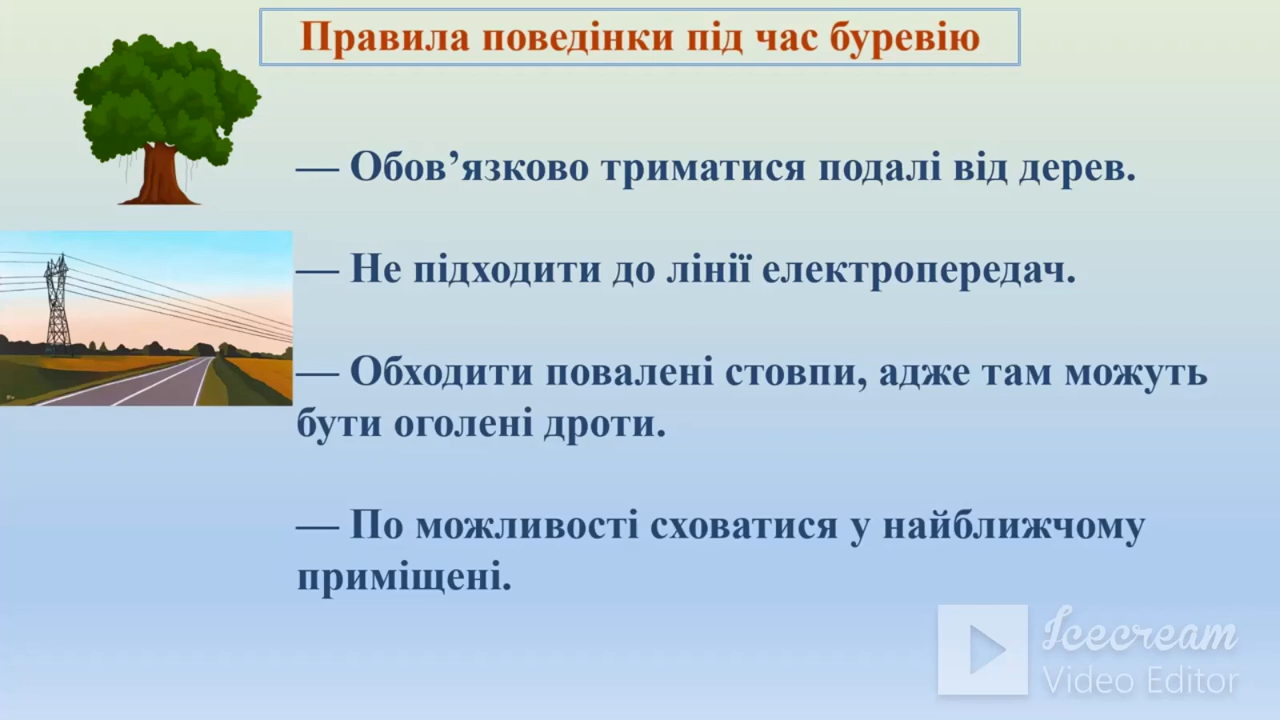 Правила поведінки під час буревію
— Обов’язково триматися подалі від дерев.
— Не підходити до лінії електропередач.
— Обходити повалені стовпи, адже там можуть
бути оголені дроти.
— По можливості сховатися у найближчому
приміщені.
Icecream
Video Editor